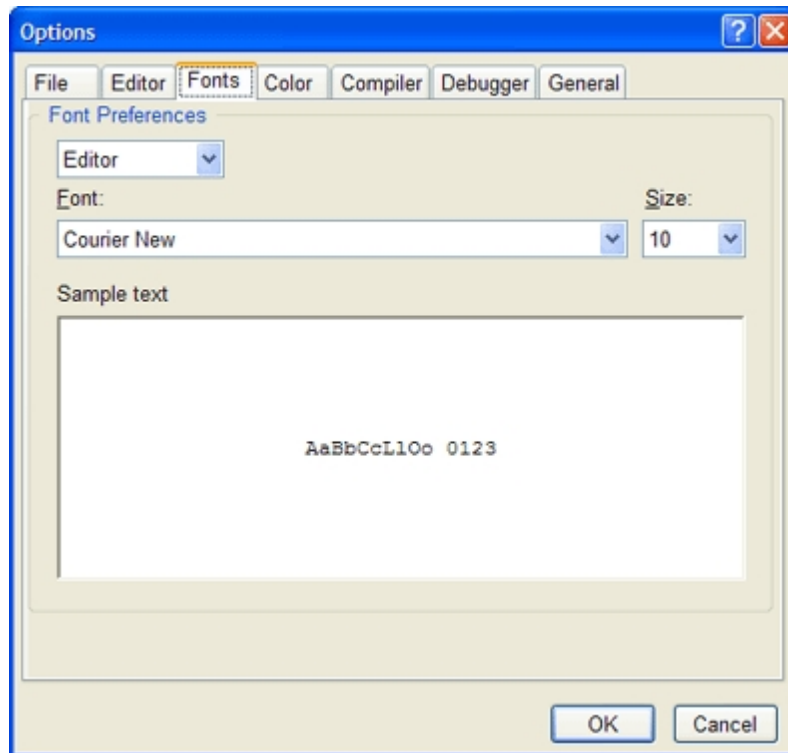 Options
File Editor Fonts Color Compiler Debugger General
Font Preferences
Editor
Font: Size:
Courier New 10
Sample text
AaBbCcLlOo 0123
OK Cancel